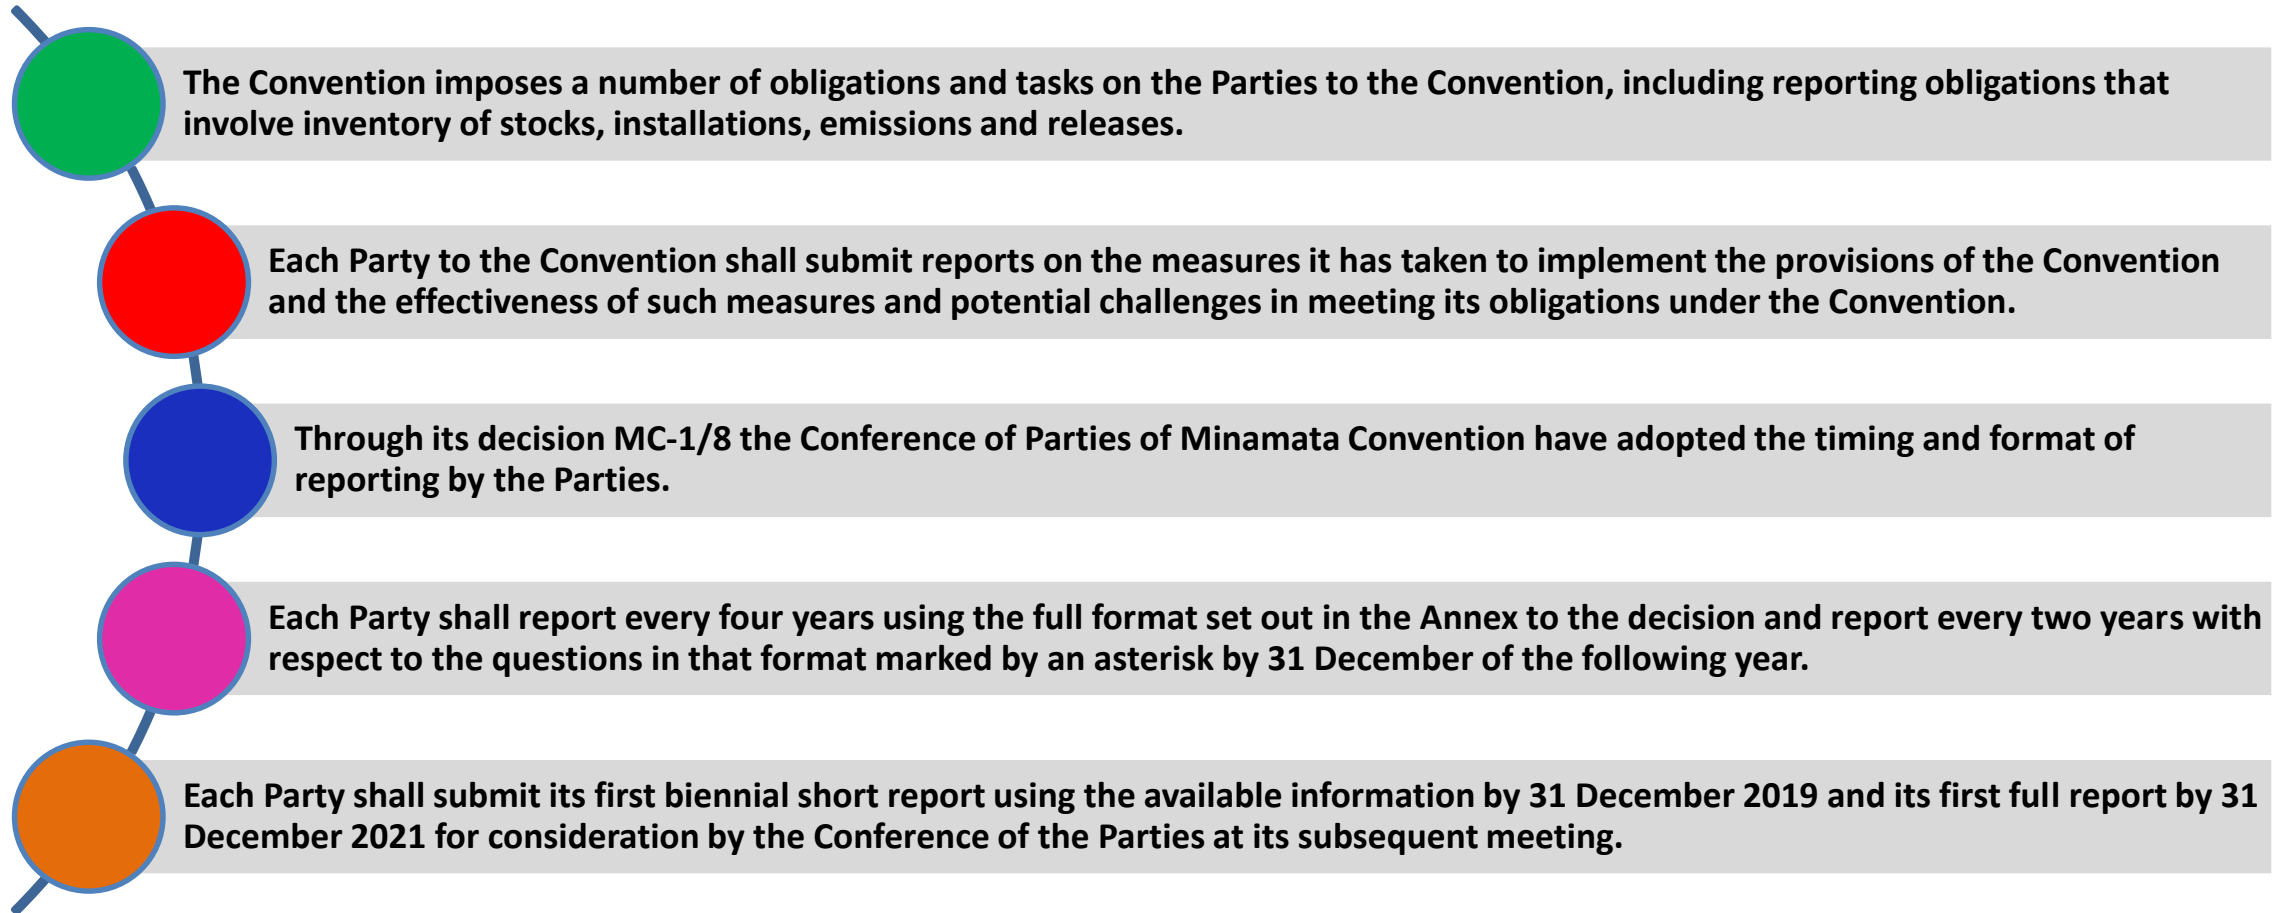 The Convention imposes a number of obligations and tasks on the Parties to the Convention, including reporting obligations that
involve inventory of stocks, installations, emissions and releases.
Each Party to the Convention shall submit reports on the measures it has taken to implement the provisions of the Convention
and the effectiveness of such measures and potential challenges in meeting its obligations under the Convention.
Through its decision MC-1/8 the Conference of Parties of Minamata Convention have adopted the timing and format of
reporting by the Parties.
Each Party shall report every four years using the full format set out in the Annex to the decision and report every two years with
respect to the questions in that format marked by an asterisk by 31 December of the following year.
Each Party shall submit its first biennial short report using the available information by 31 December 2019 and its first full report by 31
December 2021 for consideration by the Conference of the Parties at its subsequent meeting.